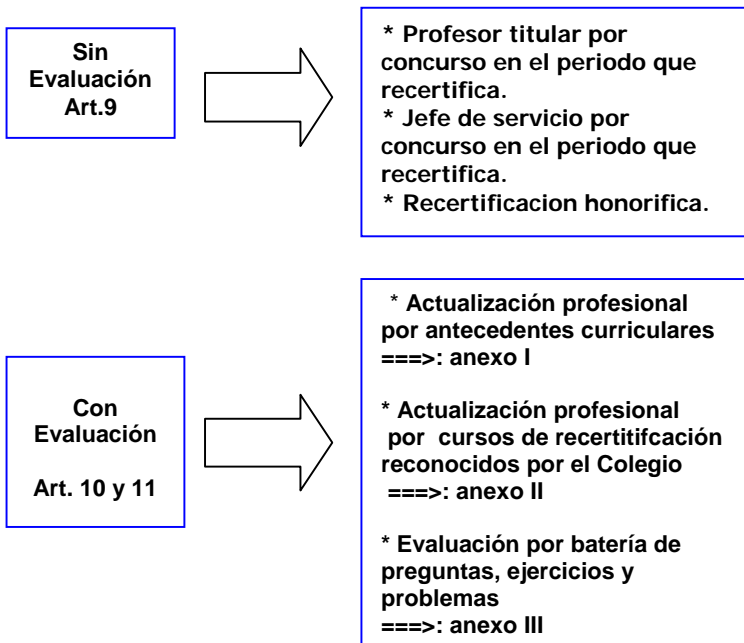 Sin
Evaluación
Art.9
* Profesor titular por
concurso en el periodo que
recertifica.
* Jefe de servicio por
concurso en el periodo que
recertifica.
* Recertificacion honorifica.
Con
Evaluación
Art. 10 y 11
* Actualización profesional
por antecedentes curriculares
===>: anexo I
* Actualización profesional
por cursos de recertitifcación
reconocidos por el Colegio
===>: anexo II
* Evaluación por batería de
preguntas, ejercicios y
problemas
===>: anexo III